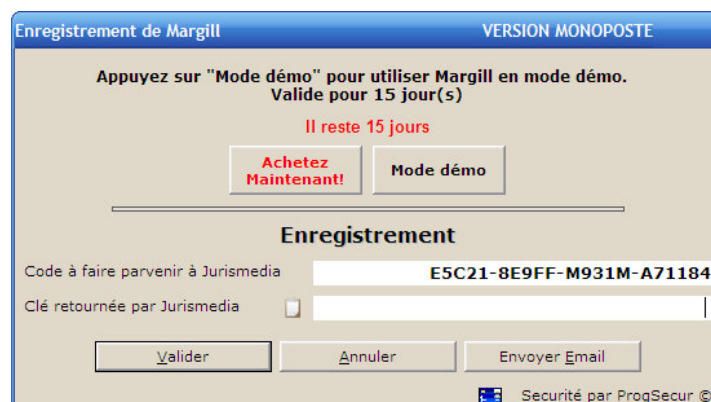 Enregistrement de Margill VERSION MONOPOSTE
Appuyez sur "Mode démo" pour utiliser Margill en mode démo.
Valide pour 15 jour(s)
Il reste 15 jours
Achetez
Maintenant!
Mode démo
Enregistrement
Code à faire parvenir à Jurismedia E5C21-8E9FF-M931M-A71184
Clé retournée par Jurismedia
Valider Annuler Envoyer Email
Securité par ProgSecur ©